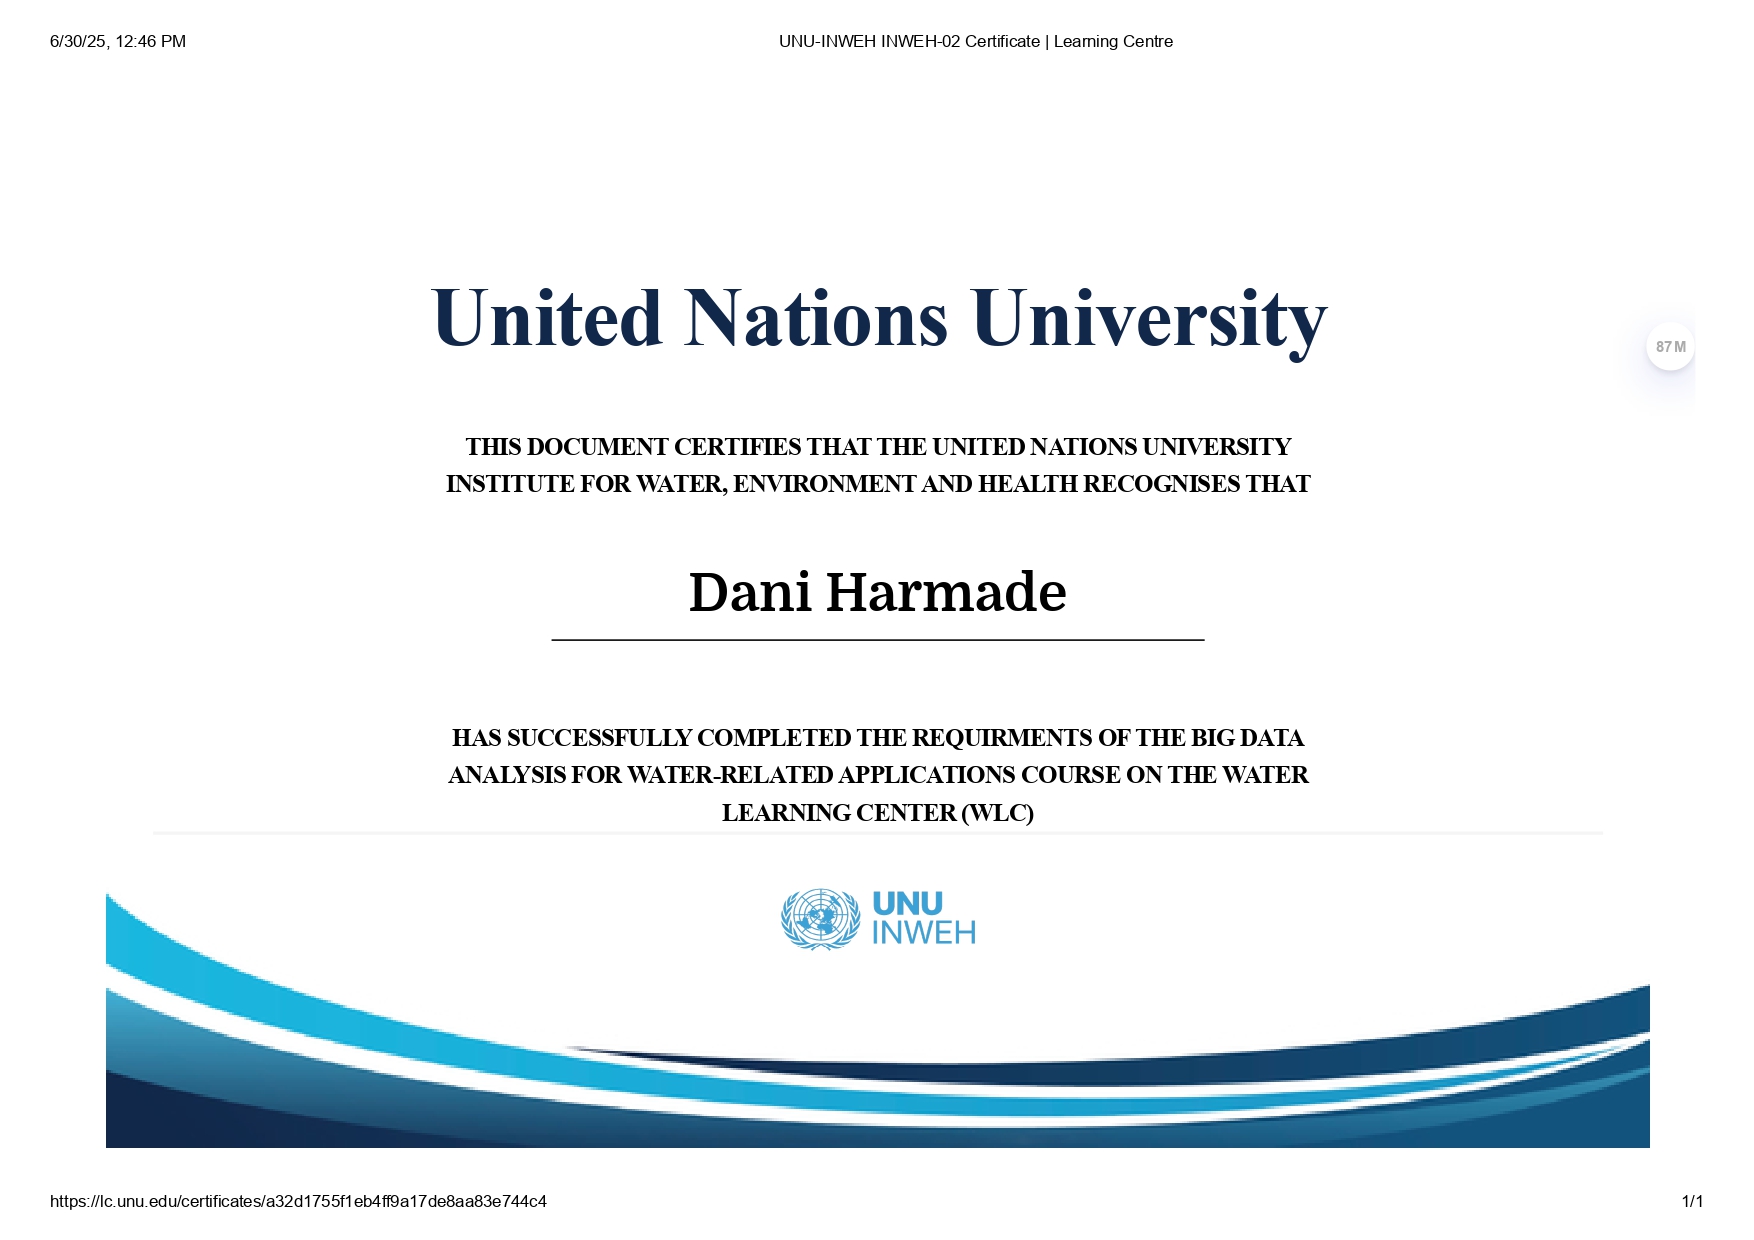 6/30/25, 12:46 PM
UNU-INWEH INWEH-02 Certificate | Learning Centre
United Nations University
87M
THIS DOCUMENT CERTIFIES THAT THE UNITED NATIONS UNIVERSITY
INSTITUTE FOR WATER, ENVIRONMENT AND HEALTH RECOGNISES THAT
Dani Harmade
HAS SUCCESSFULLY COMPLETED THE REQUIRMENTS OF THE BIG DATA
ANALYSIS FOR WATER-RELATED APPLICATIONS COURSE ON THE WATER
LEARNING CENTER (WLC)
UNU
INWEH
https://lc.unu.edu/certificates/a32d1755f1eb4ff9a17de8aa83e744c4
1/1